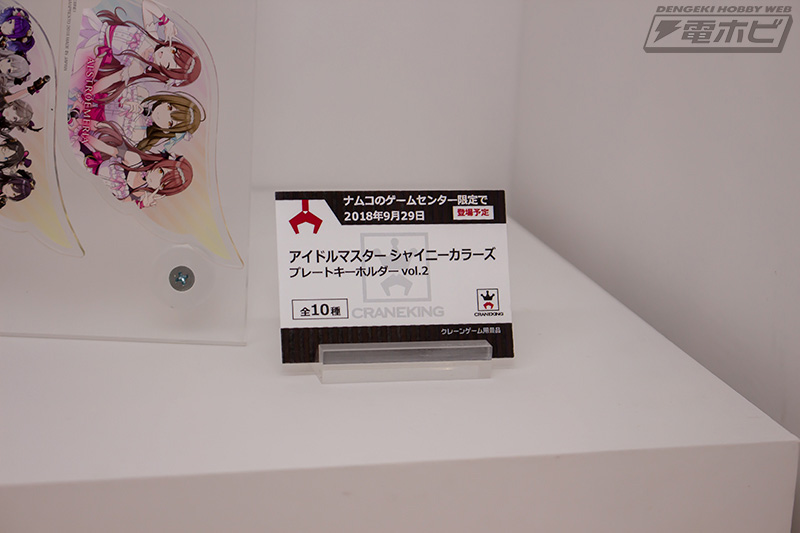 DENGEKI HOBBY WEB
電ホビ
ALSTROEMERIA
ナムコのゲームセンター限定で
2018年9月29日 登場予定
アイドルマスター シャイニーカラーズ
プレートキーホルダー vol.2
全10種
CRANEKING
CRANEKING
クレーンゲーム用景品